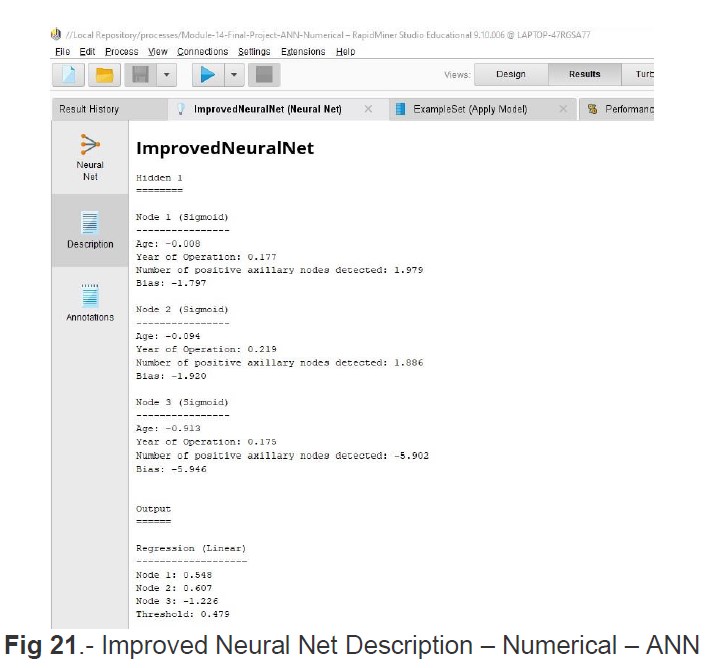 //Local Repository/processes/Module-14-Final-Project-ANN-Numerical – RapidMiner Studio Educational 9.10.006 @ LAPTOP-47RGSA77
File Edit Process View Connections Settings Extensions Help
Views: Design Results Turb
Result History ImprovedNeuralNet (Neural Net) ExampleSet (Apply Model) Performanc
Neural
Net
Description
Annotations
ImprovedNeuralNet
Hidden 1
========
Node 1 (Sigmoid)
----------------
Age: -0.008
Year of Operation: 0.177
Number of positive axillary nodes detected: 1.979
Bias: -1.797
Node 2 (Sigmoid)
----------------
Age: -0.094
Year of Operation: 0.219
Number of positive axillary nodes detected: 1.886
Bias: -1.920
Node 3 (Sigmoid)
----------------
Age: -0.913
Year of Operation: 0.175
Number of positive axillary nodes detected: -5.902
Bias: -5.946
Output
======
Regression (Linear)
-------------------
Node 1: 0.548
Node 2: 0.607
Node 3: -1.226
Threshold: 0.479
Fig 21.- Improved Neural Net Description – Numerical – ANN